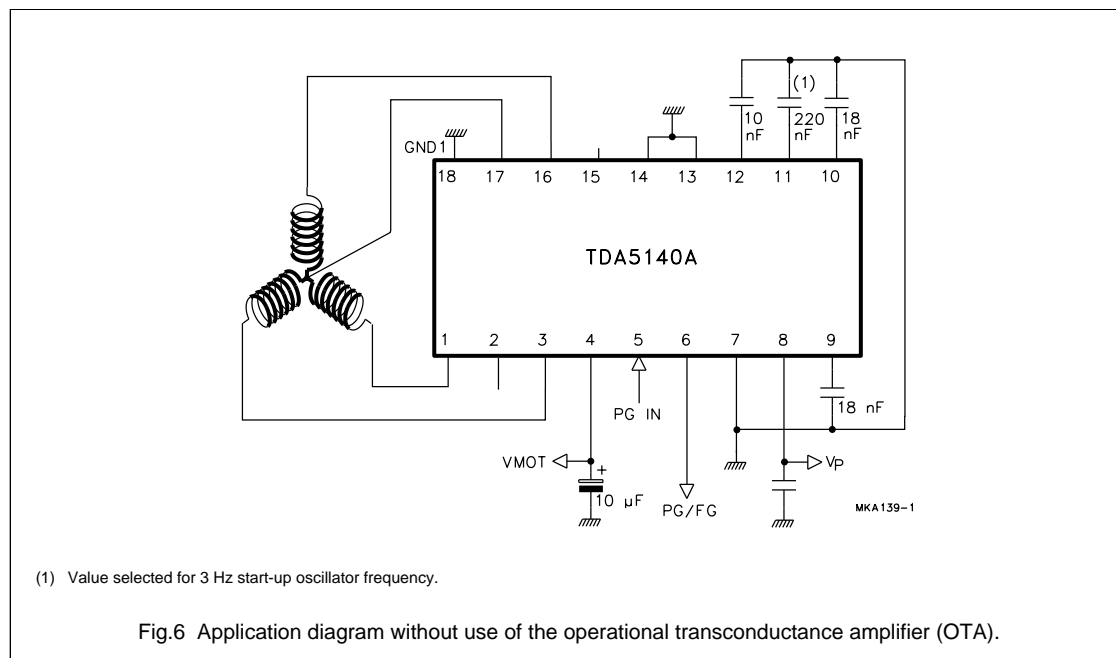 (1)
10 nF
220 nF
18 nF
GND1
18 17 16 15 14 13 12 11 10
TDA5140A
1 2 3 4 5 6 7 8 9
18 nF
PG IN
VMOT
+
10 µF
PG/FG
VP
MKA139-1
(1) Value selected for 3 Hz start-up oscillator frequency.
Fig.6 Application diagram without use of the operational transconductance amplifier (OTA).